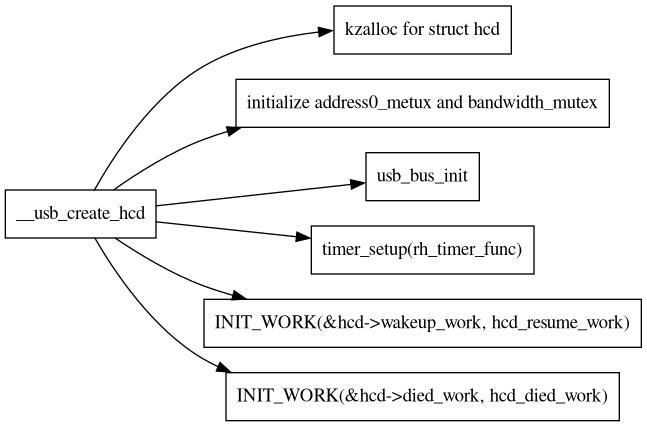 kzalloc for struct hcd
initialize address0_metux and bandwidth_mutex
usb_bus_init
__usb_create_hcd
timer_setup(rh_timer_func)
INIT_WORK(&hcd->wakeup_work, hcd_resume_work)
INIT_WORK(&hcd->died_work, hcd_died_work)